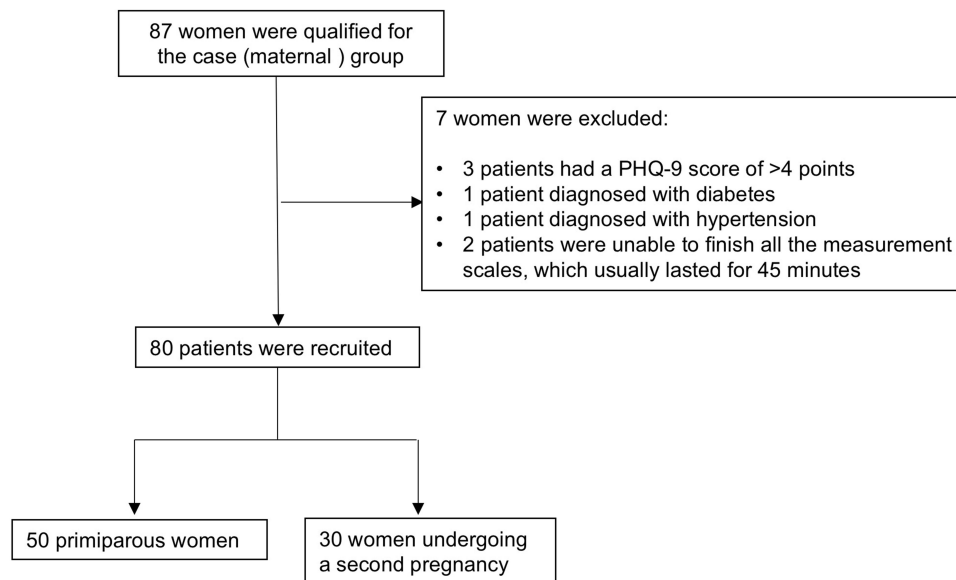 87 women were qualified for
the case (maternal ) group
7 women were excluded:
• 3 patients had a PHQ-9 score of >4 points
• 1 patient diagnosed with diabetes
• 1 patient diagnosed with hypertension
• 2 patients were unable to finish all the measurement
scales, which usually lasted for 45 minutes
80 patients were recruited
50 primiparous women
30 women undergoing
a second pregnancy